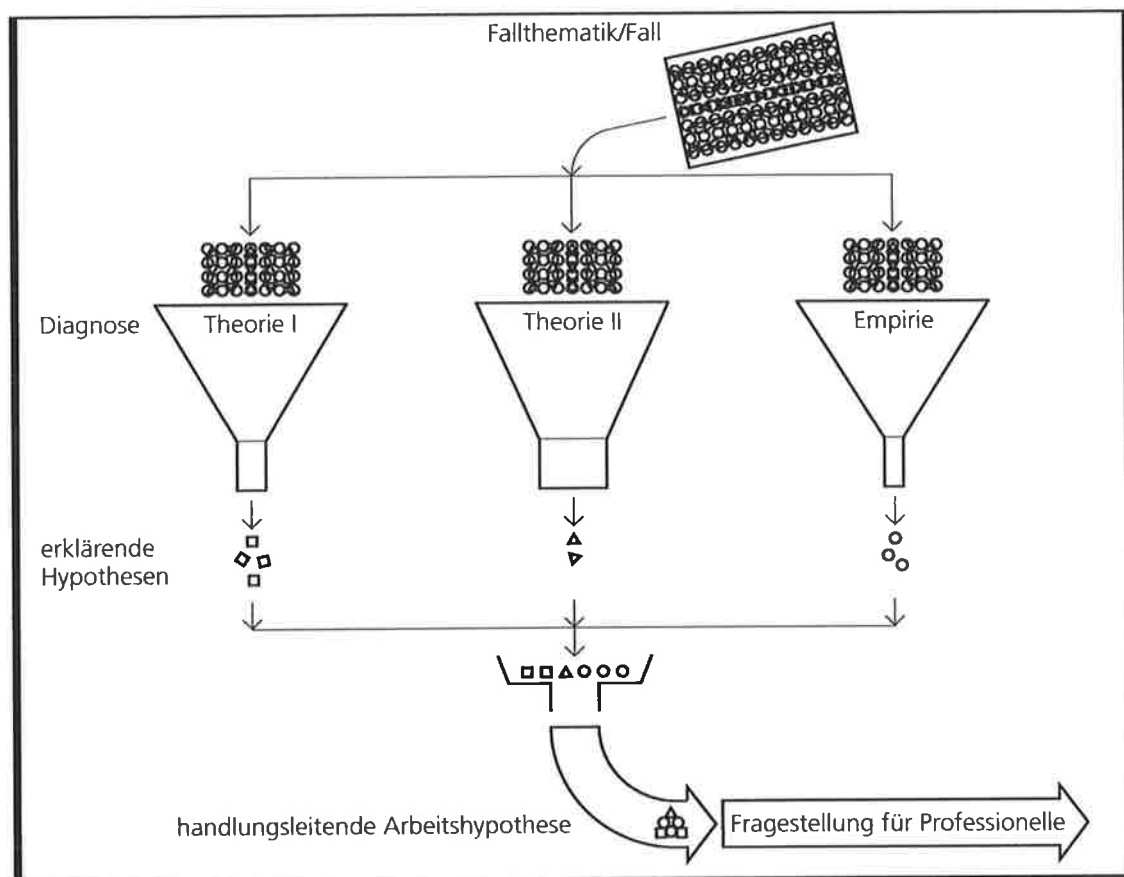 Fallthematik/Fall
Diagnose
Theorie I
Theorie II
Empirie
erklärende
Hypothesen
handlungsleitende Arbeitshypothese
Fragestellung für Professionelle